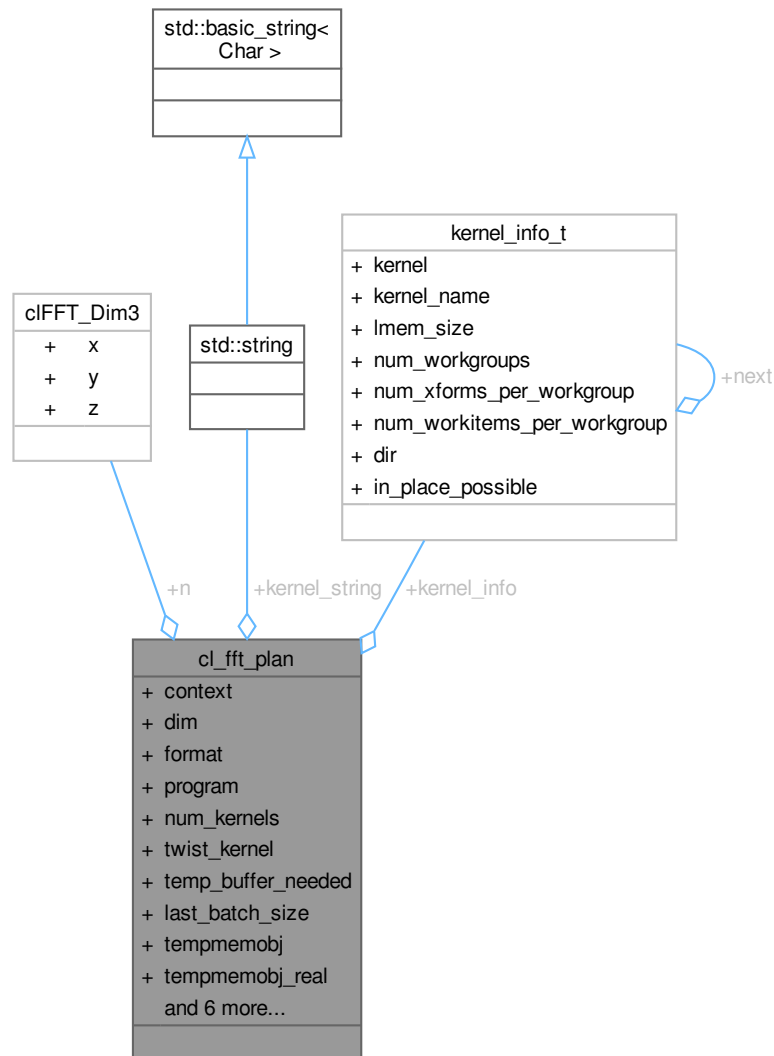 std::basic_string<
Char >
kernel_info_t
+ kernel
+ kernel_name
+ lmem_size
+ num_workgroups
+ num_xforms_per_workgroup
+ num_workitems_per_workgroup
+ dir
+ in_place_possible
+next
clFFT_Dim3
+ x
+ y
+ z
std::string
+n
+kernel_string
+kernel_info
cl_fft_plan
+ context
+ dim
+ format
+ program
+ num_kernels
+ twist_kernel
+ temp_buffer_needed
+ last_batch_size
+ tempmemobj
+ tempmemobj_real
and 6 more...